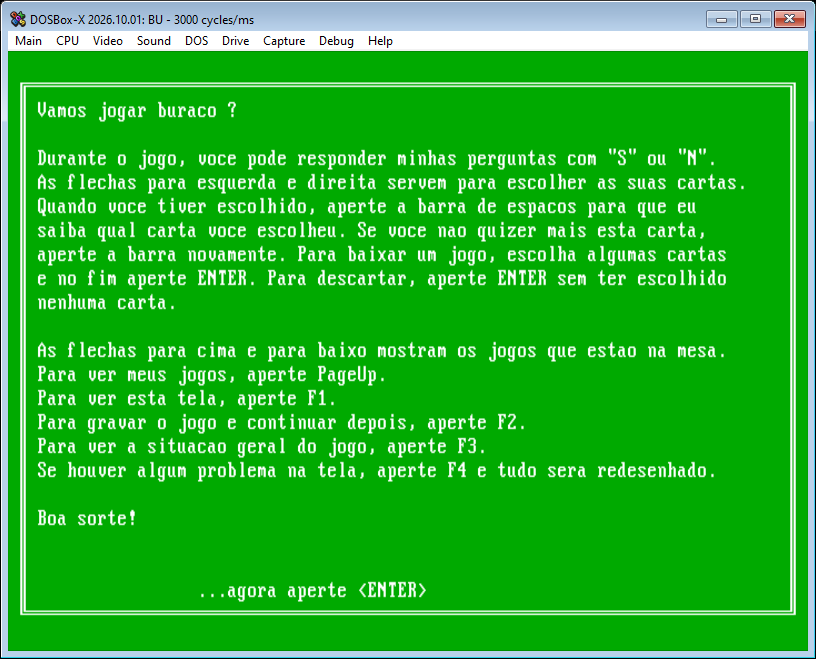 DOSBox-X 2026.10.01: BU - 3000 cycles/ms
Main CPU Video Sound DOS Drive Capture Debug Help
Vamos jogar buraco ?
Durante o jogo, voce pode responder minhas perguntas com "S" ou "N".
As flechas para esquerda e direita servem para escolher as suas cartas.
Quando voce tiver escolhido, aperte a barra de espacos para que eu
saiba qual carta voce escolheu. Se voce nao quizer mais esta carta,
aperte a barra novamente. Para baixar um jogo, escolha algumas cartas
e no fim aperte ENTER. Para descartar, aperte ENTER sem ter escolhido
nenhuma carta.
As flechas para cima e para baixo mostram os jogos que estao na mesa.
Para ver meus jogos, aperte PageUp.
Para ver esta tela, aperte F1.
Para gravar o jogo e continuar depois, aperte F2.
Para ver a situacao geral do jogo, aperte F3.
Se houver algum problema na tela, aperte F4 e tudo sera redesenhado.
Boa sorte!
...agora aperte <ENTER>